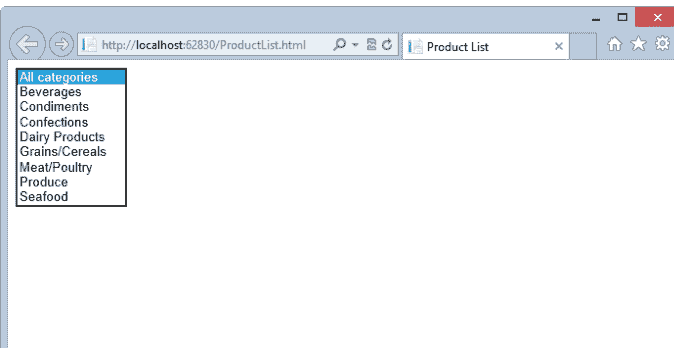 http://localhost:62830/ProductList.html
Product List
All categories
Beverages
Condiments
Confections
Dairy Products
Grains/Cereals
Meat/Poultry
Produce
Seafood